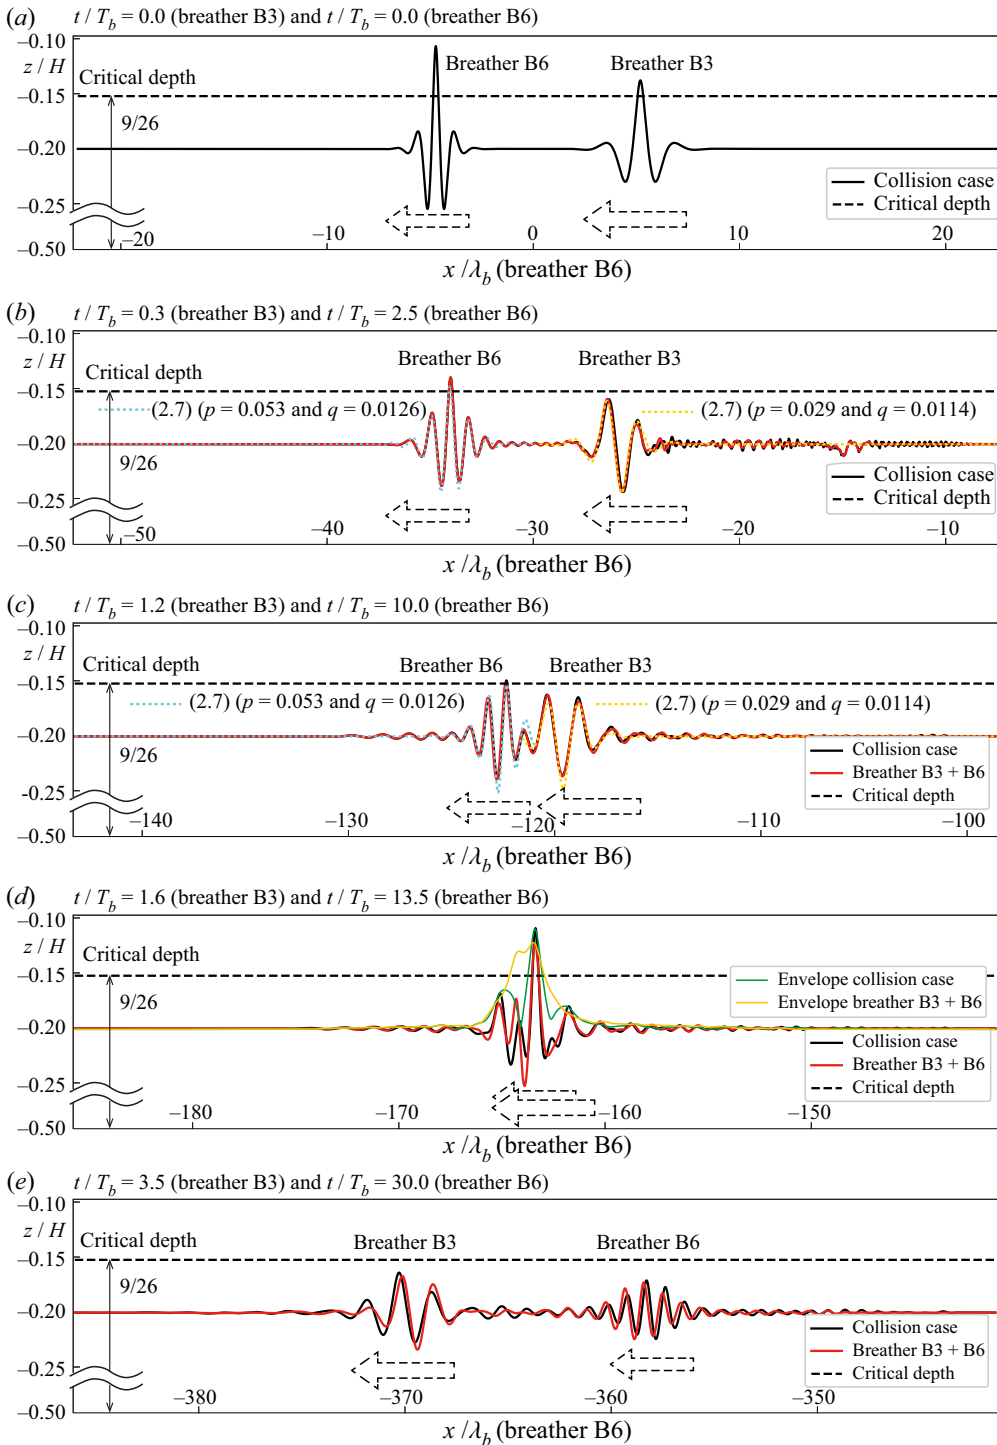 (a) t / T_b = 0.0 (breather B3) and t / T_b = 0.0 (breather B6)
–0.10
z / H
Critical depth
Breather B6
Breather B3
–0.15
9/26
–0.20
Collision case
Critical depth
–0.25
–0.50
–20
–10
0
10
20
x /λ_b (breather B6)
(b) t / T_b = 0.3 (breather B3) and t / T_b = 2.5 (breather B6)
–0.10
z / H
Critical depth
Breather B6
Breather B3
–0.15
(2.7) (p = 0.053 and q = 0.0126)
(2.7) (p = 0.029 and q = 0.0114)
–0.20
9/26
Collision case
Critical depth
–0.25
–0.50
–50
–40
–30
–20
–10
x /λ_b (breather B6)
(c) t / T_b = 1.2 (breather B3) and t / T_b = 10.0 (breather B6)
–0.10
z / H
Critical depth
Breather B6
Breather B3
–0.15
(2.7) (p = 0.053 and q = 0.0126)
(2.7) (p = 0.029 and q = 0.0114)
–0.20
9/26
Collision case
Breather B3 + B6
Critical depth
-0.25
–0.50
–140
–130
–120
–110
–100
x /λ_b (breather B6)
(d) t / T_b = 1.6 (breather B3) and t / T_b = 13.5 (breather B6)
–0.10
z / H
Critical depth
–0.15
9/26
Envelope collision case
Envelope breather B3 + B6
–0.20
Collision case
Breather B3 + B6
Critical depth
–0.25
–0.50
–180
–170
–160
–150
x /λ_b (breather B6)
(e) t / T_b = 3.5 (breather B3) and t / T_b = 30.0 (breather B6)
–0.10
z / H
Critical depth
Breather B3
Breather B6
–0.15
9/26
–0.20
Collision case
Breather B3 + B6
Critical depth
–0.25
–0.50
–380
–370
–360
–350
x /λ_b (breather B6)